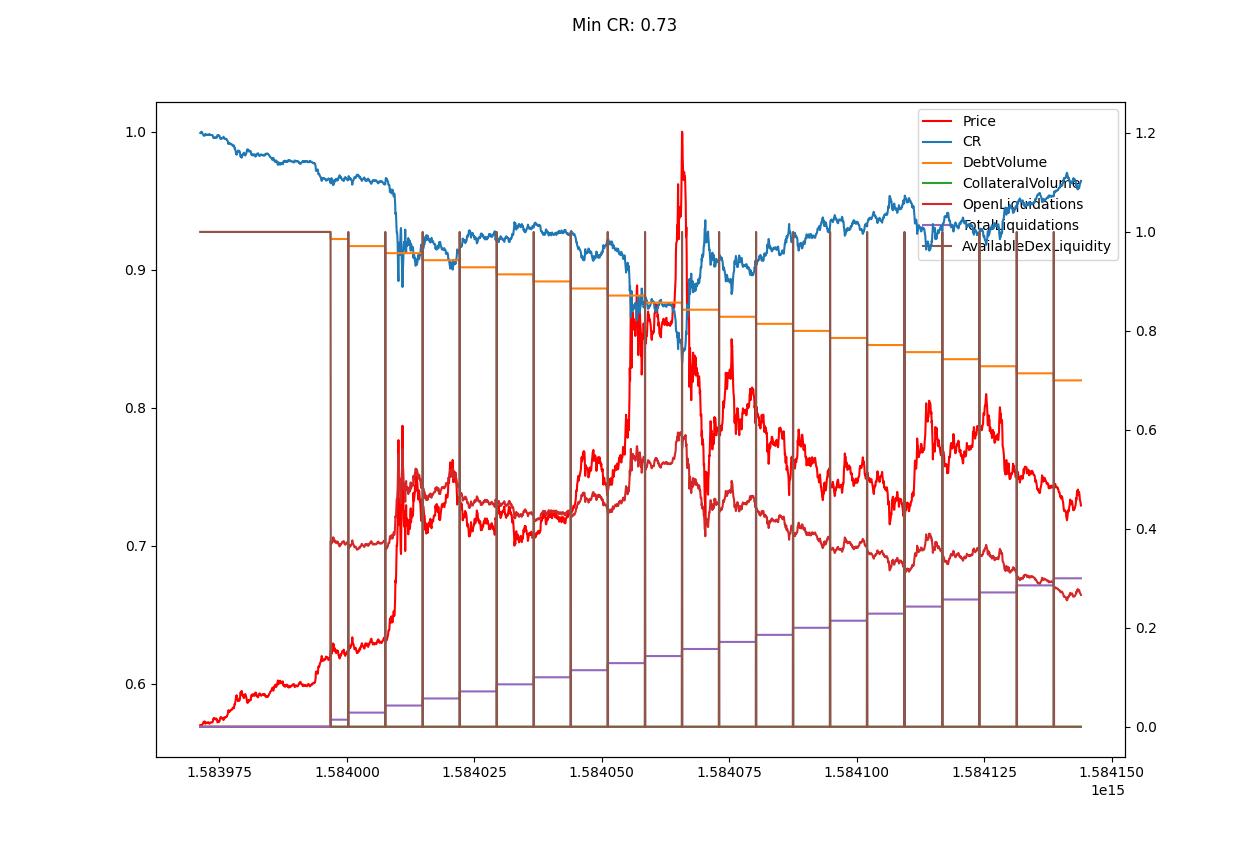 Min CR: 0.73
1.0
0.9
0.8
0.7
0.6
1.2
1.0
0.8
0.6
0.4
0.2
0.0
Price
CR
DebtVolume
CollateralVolume
OpenLiquidations
TotalLiquidations
AvailableDexLiquidity
1.583975 1.584000 1.584025 1.584050 1.584075 1.584100 1.584125 1.584150
1e15